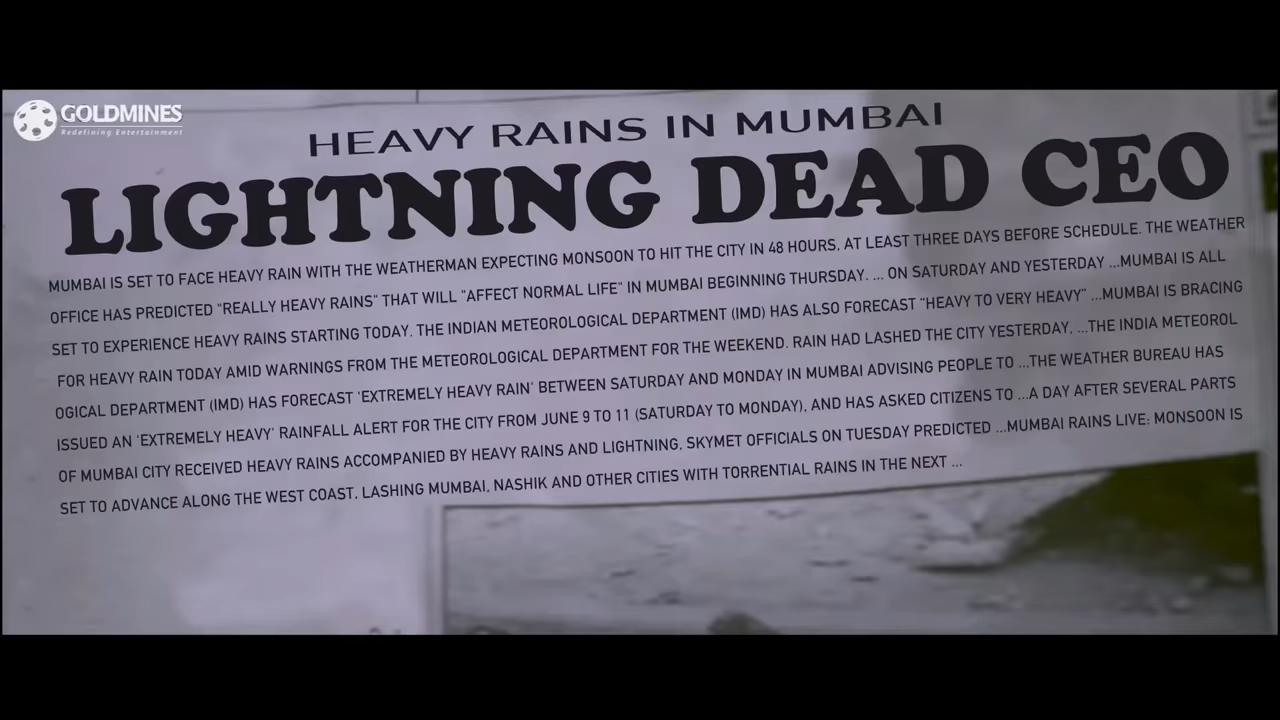 GOLDMINES
Redefining Entertainment
HEAVY RAINS IN MUMBAI
LIGHTNING DEAD CEO
MUMBAI IS SET TO FACE HEAVY RAIN WITH THE WEATHERMAN EXPECTING MONSOON TO HIT THE CITY IN 48 HOURS, AT LEAST THREE DAYS BEFORE SCHEDULE. THE WEATHER
OFFICE HAS PREDICTED "REALLY HEAVY RAINS" THAT WILL "AFFECT NORMAL LIFE" IN MUMBAI BEGINNING THURSDAY. ... ON SATURDAY AND YESTERDAY ...MUMBAI IS ALL
SET TO EXPERIENCE HEAVY RAINS STARTING TODAY. THE INDIAN METEOROLOGICAL DEPARTMENT (IMD) HAS ALSO FORECAST "HEAVY TO VERY HEAVY" ...MUMBAI IS BRACING
FOR HEAVY RAIN TODAY AMID WARNINGS FROM THE METEOROLOGICAL DEPARTMENT FOR THE WEEKEND. RAIN HAD LASHED THE CITY YESTERDAY, ...THE INDIA METEOROL
OGICAL DEPARTMENT (IMD) HAS FORECAST 'EXTREMELY HEAVY RAIN' BETWEEN SATURDAY AND MONDAY IN MUMBAI ADVISING PEOPLE TO ...THE WEATHER BUREAU HAS
ISSUED AN 'EXTREMELY HEAVY' RAINFALL ALERT FOR THE CITY FROM JUNE 9 TO 11 (SATURDAY TO MONDAY), AND HAS ASKED CITIZENS TO ...A DAY AFTER SEVERAL PARTS
OF MUMBAI CITY RECEIVED HEAVY RAINS ACCOMPANIED BY HEAVY RAINS AND LIGHTNING, SKYMET OFFICIALS ON TUESDAY PREDICTED ...MUMBAI RAINS LIVE: MONSOON IS
SET TO ADVANCE ALONG THE WEST COAST, LASHING MUMBAI, NASHIK AND OTHER CITIES WITH TORRENTIAL RAINS IN THE NEXT ...